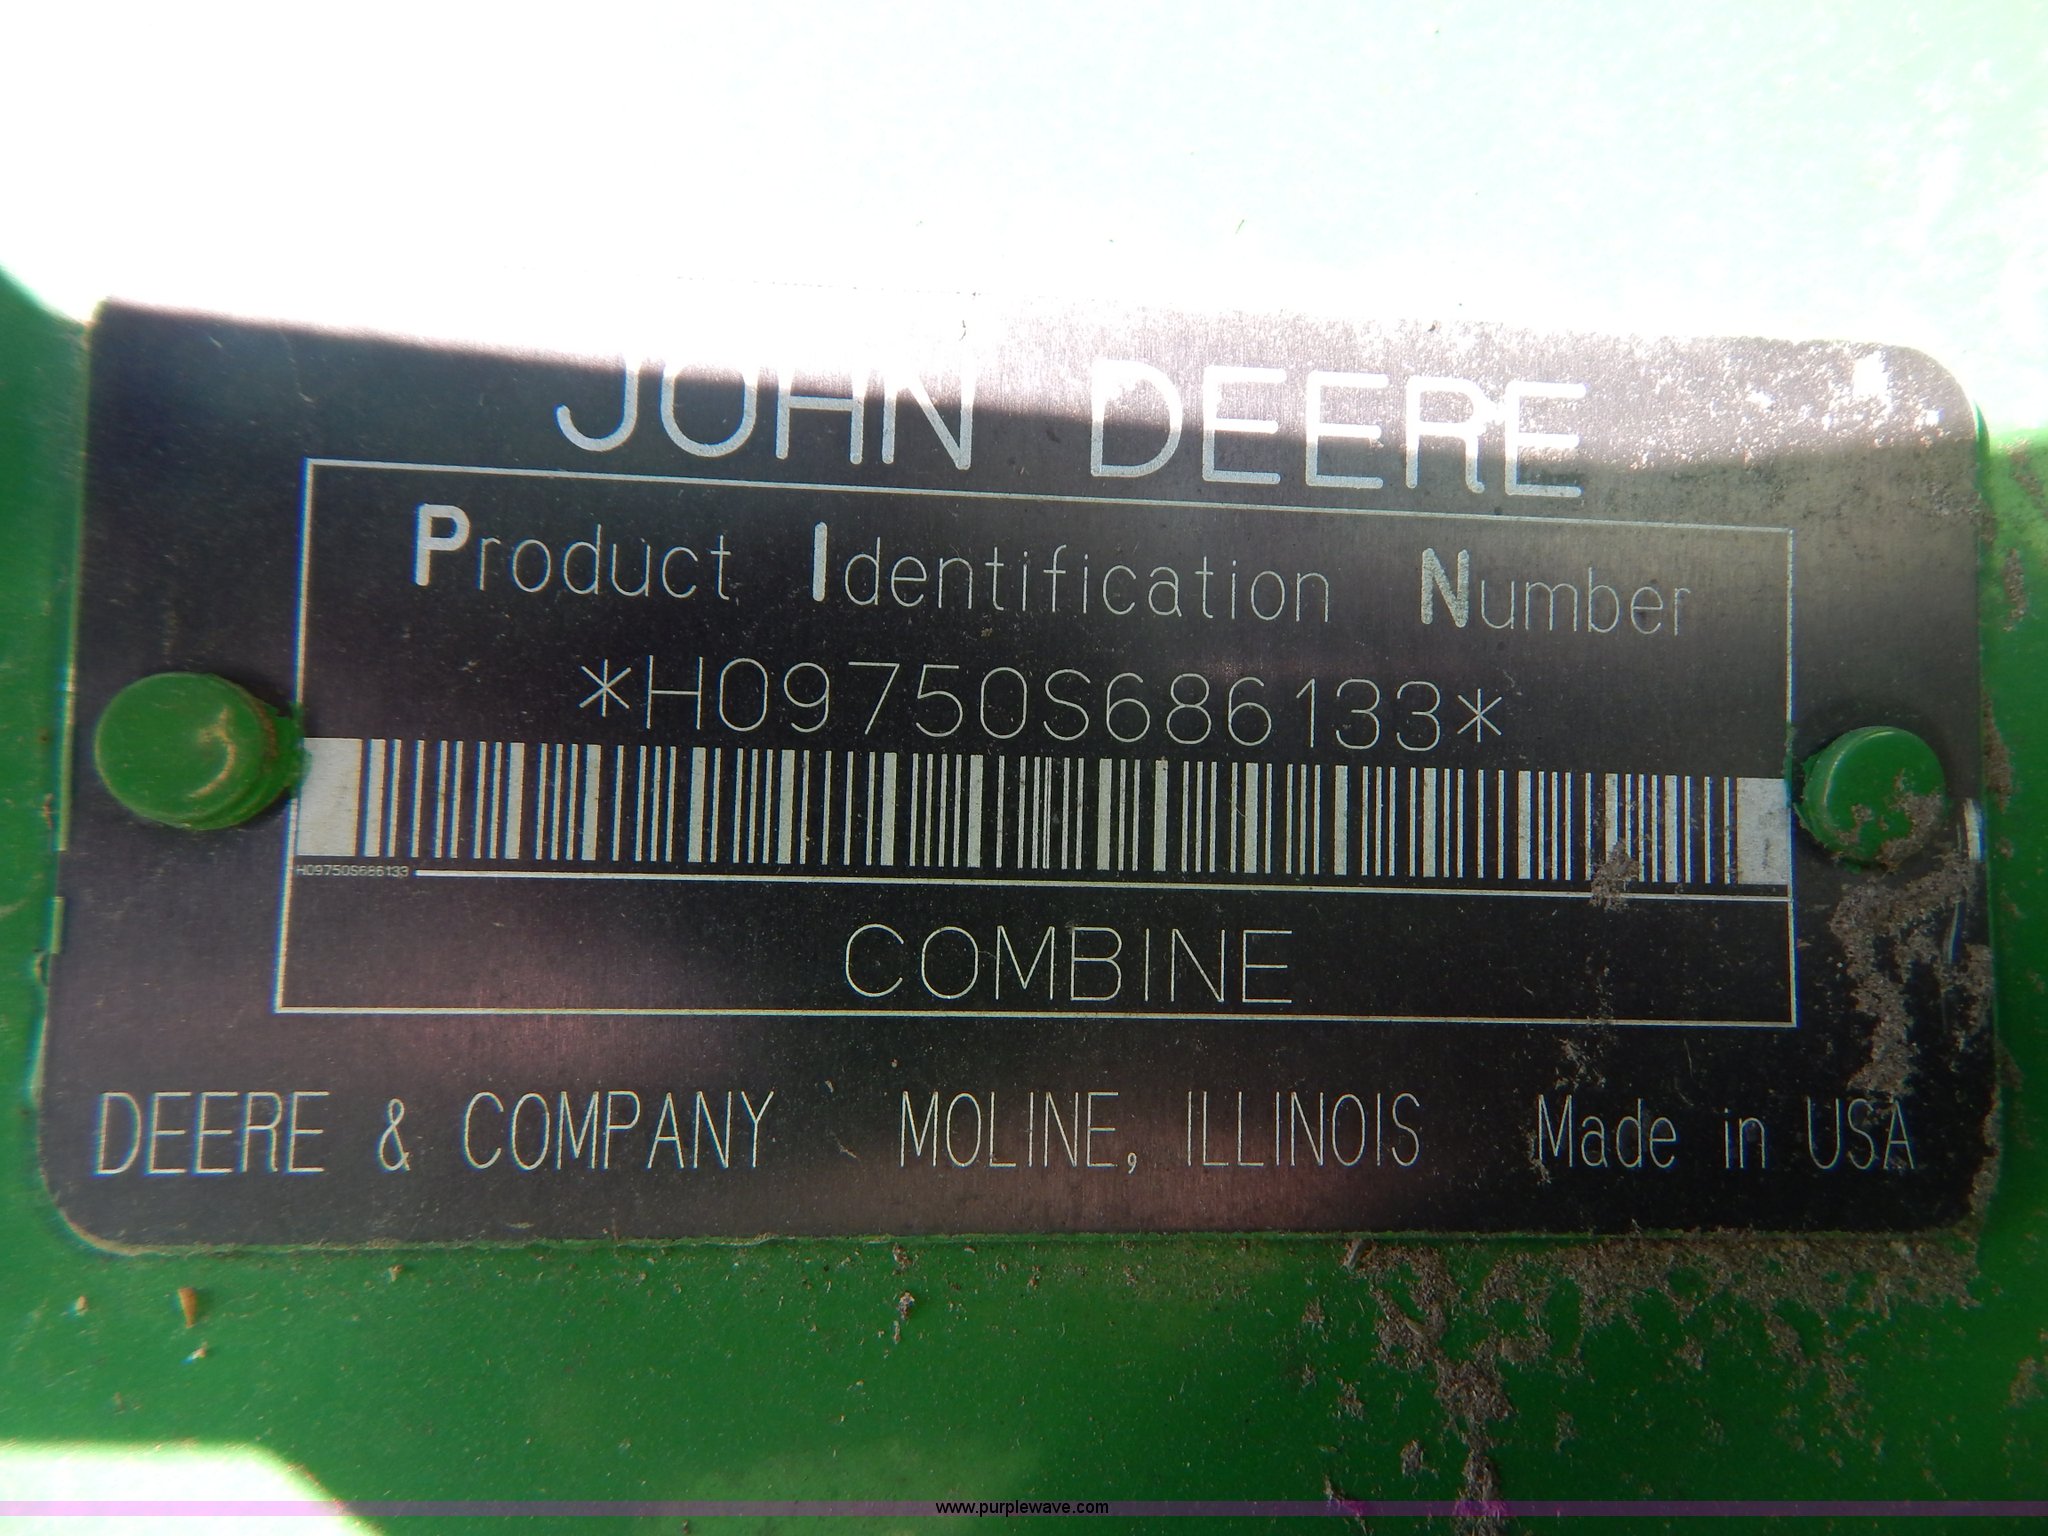 JOHN DEERE
Product Identification Number
*H09750S686133*
H09750S686133
COMBINE
DEERE & COMPANY MOLINE, ILLINOIS Made in USA
www.purplewave.com